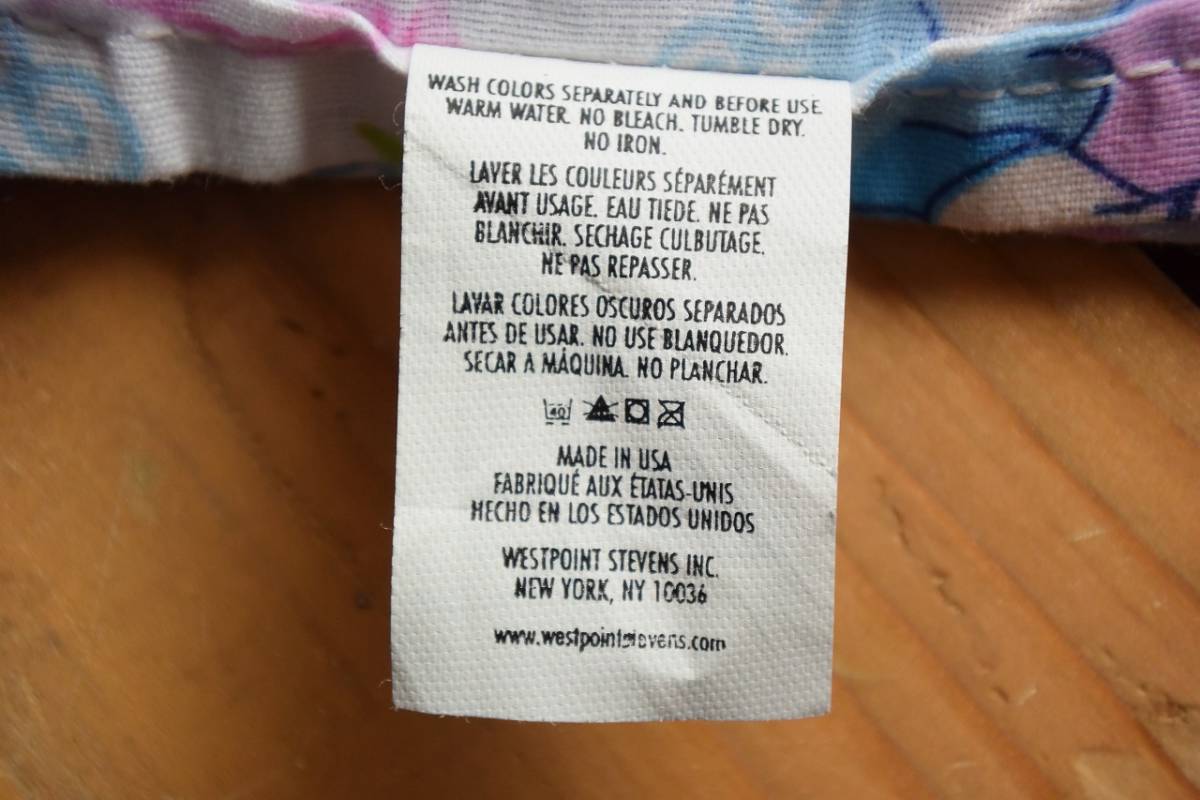 WASH COLORS SEPARATELY AND BEFORE USE.
WARM WATER. NO BLEACH. TUMBLE DRY.
NO IRON.
LAVER LES COULEURS SÉPARÉMENT
AVANT USAGE. EAU TIEDE. NE PAS
BLANCHIR. SECHAGE CULBUTAGE.
NE PAS REPASSER.
LAVAR COLORES OSCUROS SEPARADOS
ANTES DE USAR. NO USE BLANQUEDOR.
SECAR A MÁQUINA. NO PLANCHAR.
40
MADE IN USA
FABRIQUÉ AUX ÉTATAS-UNIS
HECHO EN LOS ESTADOS UNIDOS
WESTPOINT STEVENS INC.
NEW YORK, NY 10036
www.westpointstevens.com